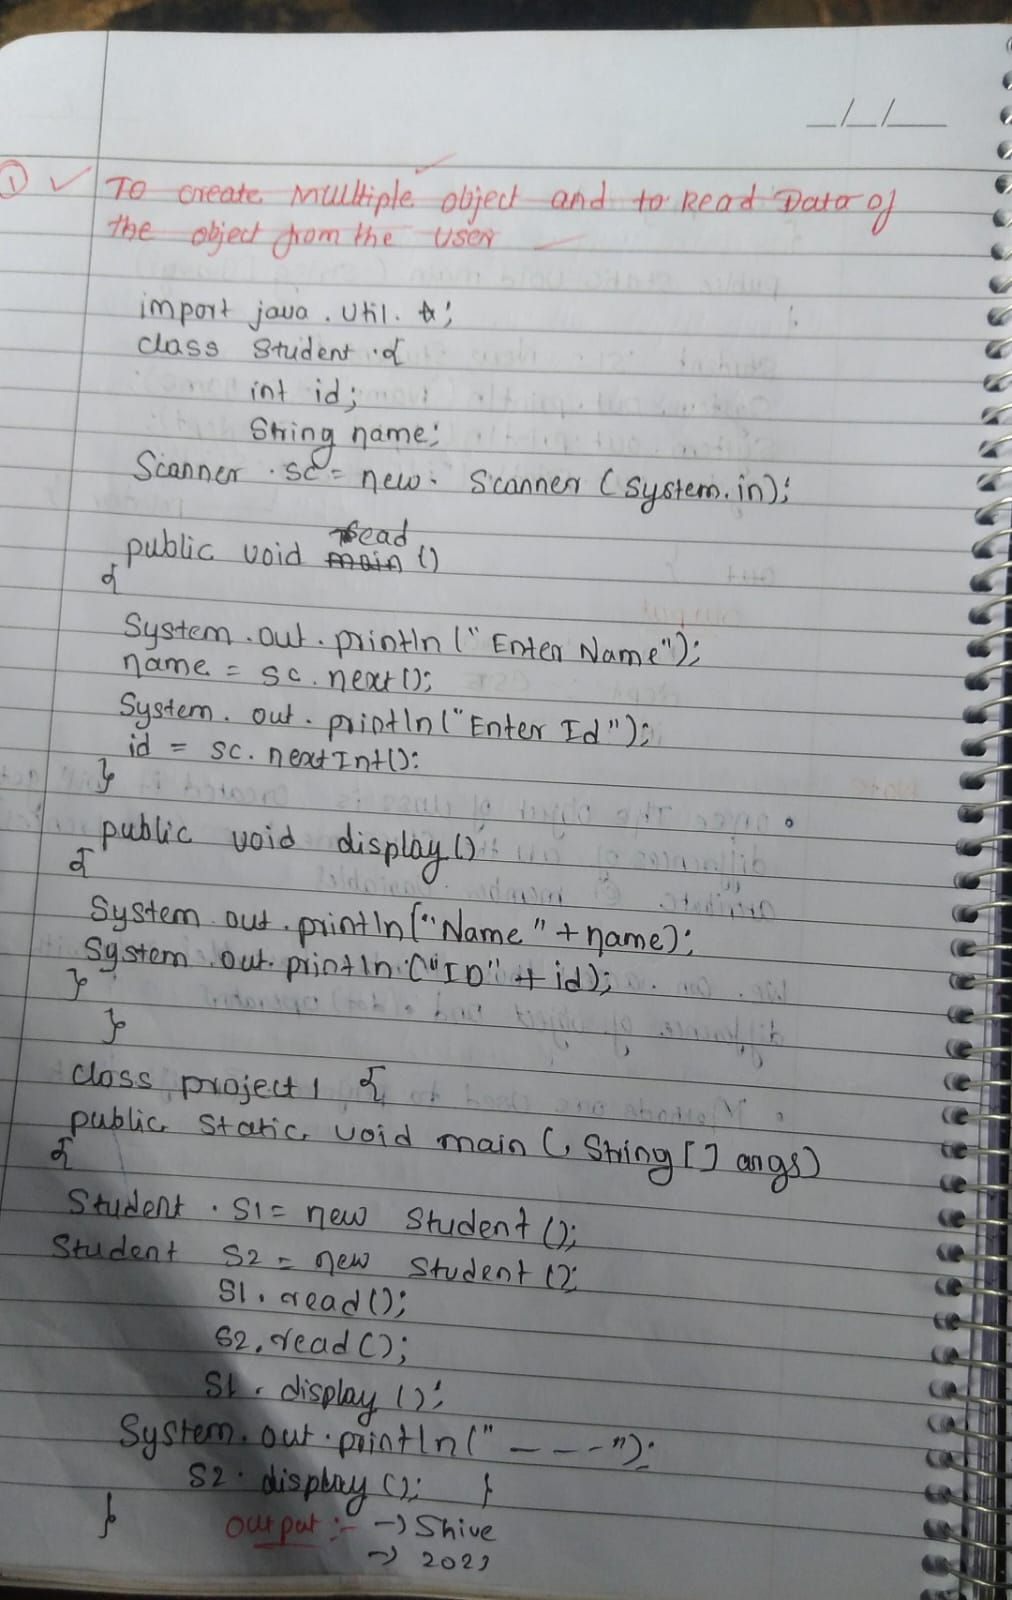 _/_/__
① ✓ To create Multiple object and to Read Data of
the object from the User
import java.util.*;
class Student {
int id;
String name;
Scanner sc = new Scanner (System.in);
read
public void main ()
{
System.out.println ("Enter Name");
name = sc.next();
System.out.println ("Enter Id");
id = sc.nextInt();
}
public void display()
{
System.out.println ("Name" + name);
System.out.println ("ID" + id);
}
}
class project1 {
public static void main (String [] args)
{
Student S1 = new Student ();
Student S2 = new Student ();
S1.read();
S2.read();
S1.display ();
System.out.println (" - - - ");
S2.display (); }
} Output :- → Shive
→ 2023